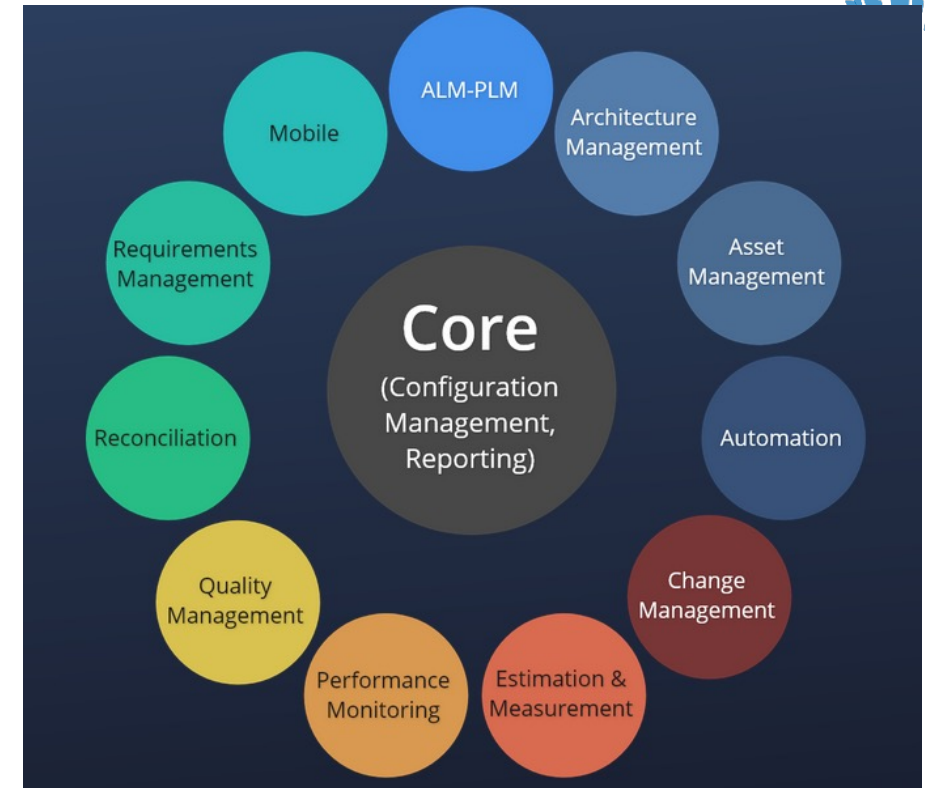 ALM-PLM
Architecture
Management
Asset
Management
Automation
Change
Management
Estimation &
Measurement
Performance
Monitoring
Quality
Management
Reconciliation
Requirements
Management
Mobile
Core
(Configuration
Management,
Reporting)